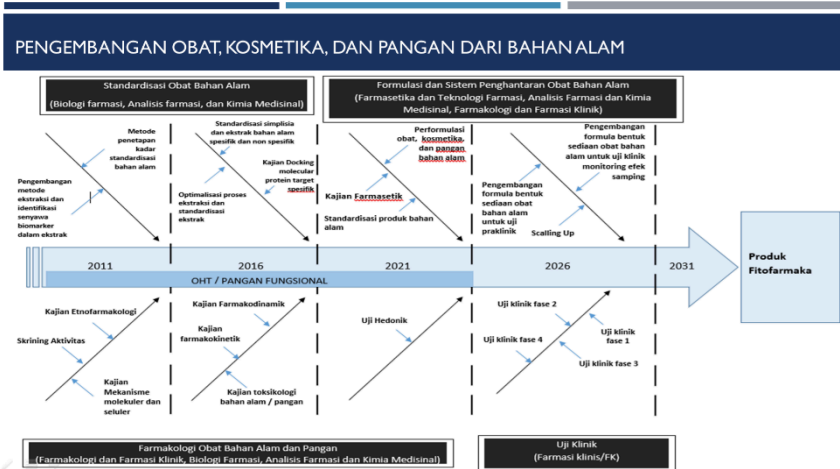 PENGEMBANGAN OBAT, KOSMETIKA, DAN PANGAN DARI BAHAN ALAM
Standardisasi Obat Bahan Alam
(Biologi farmasi, Analisis farmasi, dan Kimia Medisinal)
Formulasi dan Sistem Penghantaran Obat Bahan Alam
(Farmasetika dan Teknologi Farmasi, Analisis Farmasi dan Kimia
Medisinal, Farmakologi dan Farmasi Klinik)
Metode
penetapan
kadar
standardisasi
bahan alam
Pengembangan
metode
ekstraksi dan
identifikasi
senyawa
biomarker
dalam ekstrak
Standardisasi simplisia
dan ekstrak bahan alam
spesifik dan non spesifik
Kajian Docking
molecular
protein target
spesifik
Optimalisasi proses
ekstraksi dan
standardisasi
ekstrak
Performulasi
obat, kosmetika,
dan pangan
bahan alam
Kajian Farmasetik
Standardisasi produk bahan
alam
Pengembangan
formula bentuk
sediaan obat bahan
alam untuk uji klinik
monitoring efek
samping
Pengembangan
formula bentuk
sediaan obat
bahan alam
untuk uji
praklinik
Scalling Up
2011
2016
2021
2026
2031
OHT / PANGAN FUNGSIONAL
Produk
Fitofarmaka
Kajian Etnofarmakologi
Skrining Aktivitas
Kajian
Mekanisme
molekuler dan
seluler
Kajian Farmakodinamik
Kajian
farmakokinetik
Kajian toksikologi
bahan alam / pangan
Uji Hedonik
Uji klinik fase 2
Uji klinik
fase 1
Uji klinik fase 4
Uji klinik fase 3
Farmakologi Obat Bahan Alam dan Pangan
(Farmakologi dan Farmasi Klinik, Biologi Farmasi, Analisis Farmasi dan Kimia Medisinal)
Uji Klinik
(Farmasi klinis/FK)